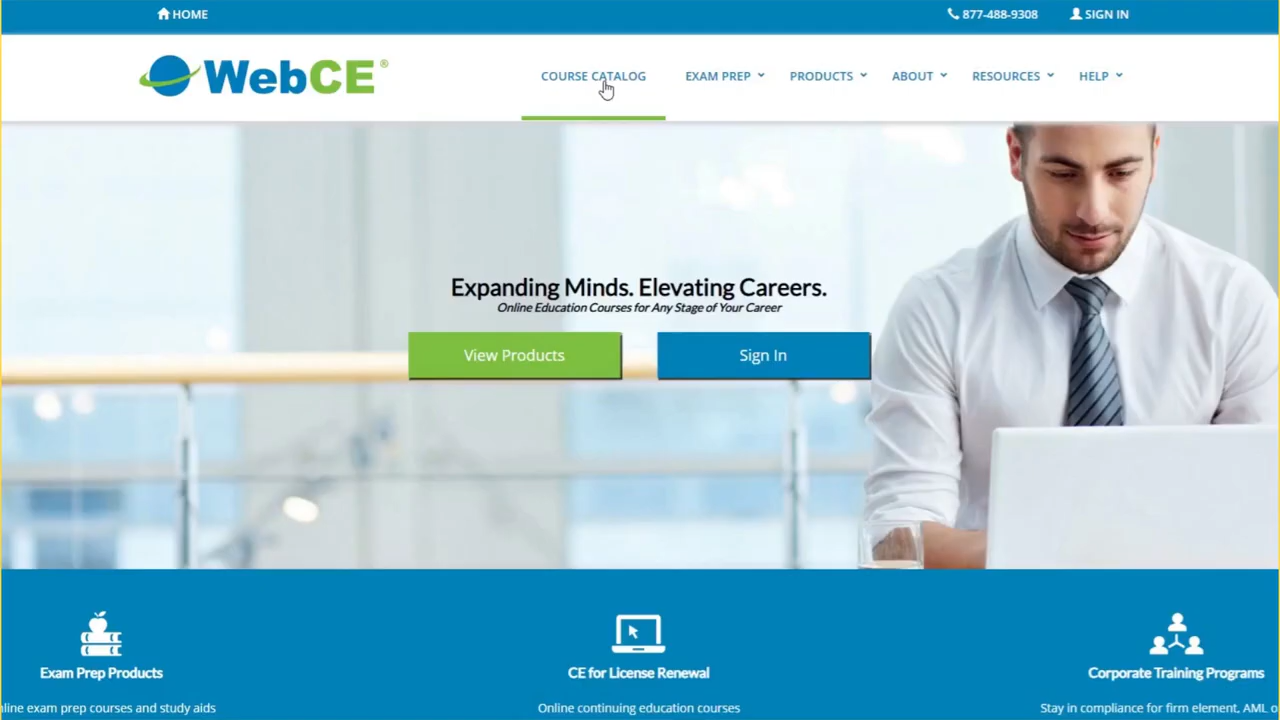 HOME
877-488-9308
SIGN IN
WebCE®
COURSE CATALOG
EXAM PREP
PRODUCTS
ABOUT
RESOURCES
HELP
Expanding Minds. Elevating Careers.
Online Education Courses for Any Stage of Your Career
View Products
Sign In
Exam Prep Products
CE for License Renewal
Corporate Training Programs
exam prep courses and study aids
Online continuing education courses
Stay in compliance for firm element, AML